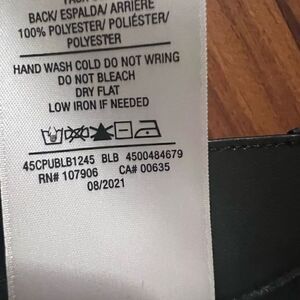 BACK/ ESPALDA/ ARRIÈRE
100% POLYESTER/ POLIÉSTER/
POLYESTER
HAND WASH COLD DO NOT WRING
DO NOT BLEACH
DRY FLAT
LOW IRON IF NEEDED
45CPUBLB1245 BLB 4500484679
RN# 107906 CA# 00635
08/2021